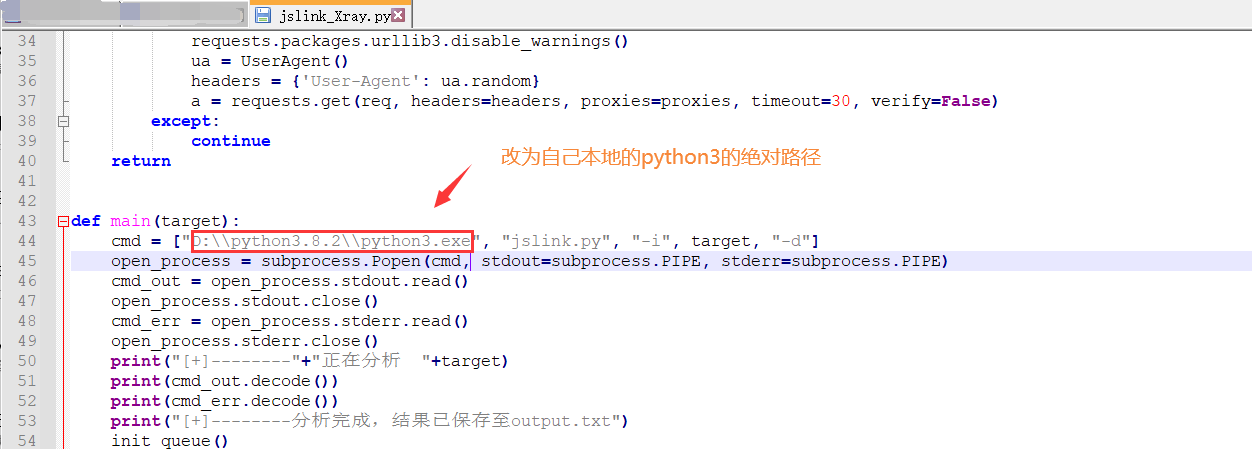 jslink_Xray.py
34 requests.packages.urllib3.disable_warnings()
35 ua = UserAgent()
36 headers = {'User-Agent': ua.random}
37 a = requests.get(req, headers=headers, proxies=proxies, timeout=30, verify=False)
38 except:
39 continue
40 return
改为自己本地的python3的绝对路径
41
42
43 def main(target):
44 cmd = ["D:\\python3.8.2\\python3.exe", "jslink.py", "-i", target, "-d"]
45 open_process = subprocess.Popen(cmd, stdout=subprocess.PIPE, stderr=subprocess.PIPE)
46 cmd_out = open_process.stdout.read()
47 open_process.stdout.close()
48 cmd_err = open_process.stderr.read()
49 open_process.stderr.close()
50 print("[+]--------"+"正在分析  "+target)
51 print(cmd_out.decode())
52 print(cmd_err.decode())
53 print("[+]--------分析完成，结果已保存至output.txt")
54 init_queue()